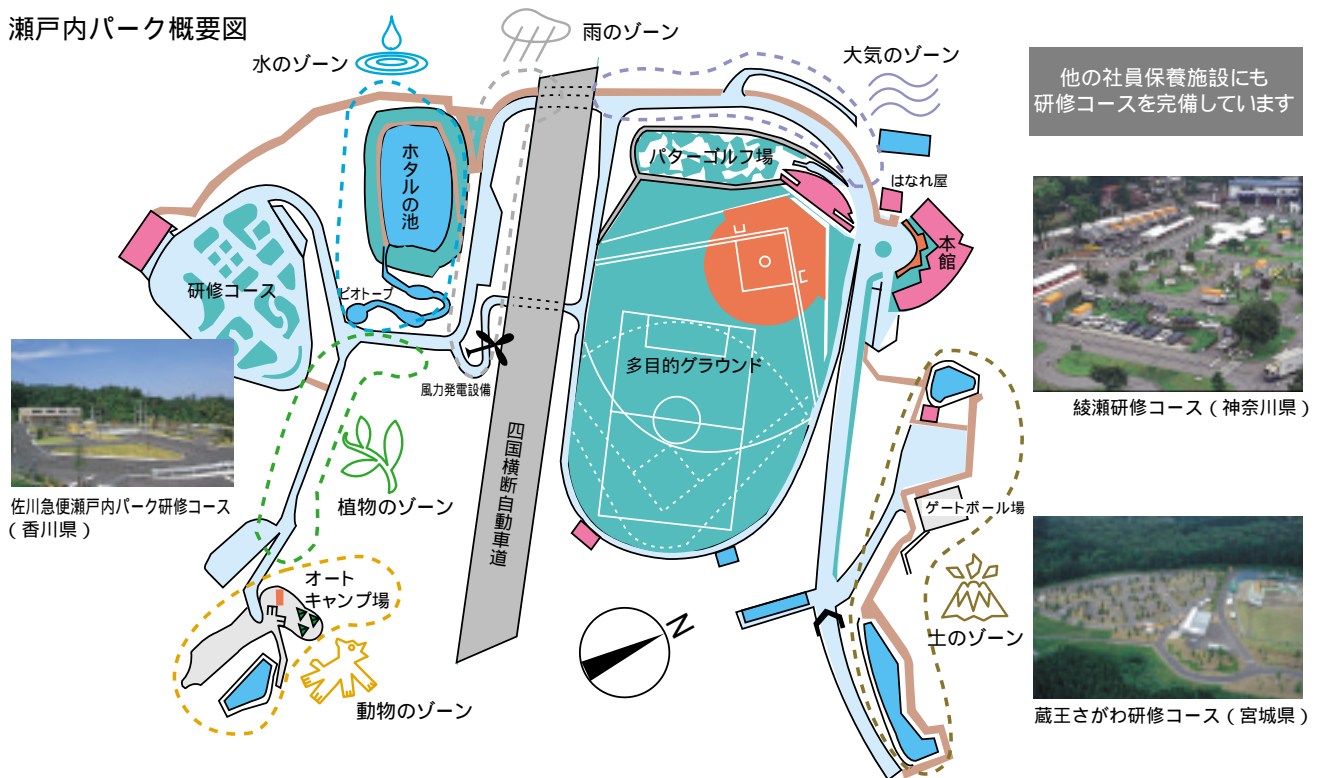 瀬戸内パーク概要図
雨のゾーン
水のゾーン
大気のゾーン
他の社員保養施設にも
研修コースを完備しています
ホタルの池
パターゴルフ場
はなれ屋
本館
研修コース
ビオトープ
多目的グラウンド
風力発電設備
綾瀬研修コース（神奈川県）
四国横断自動車道
佐川急便瀬戸内パーク研修コース
（香川県）
植物のゾーン
ゲートボール場
オート
キャンプ場
N
土のゾーン
動物のゾーン
蔵王さがわ研修コース（宮城県）